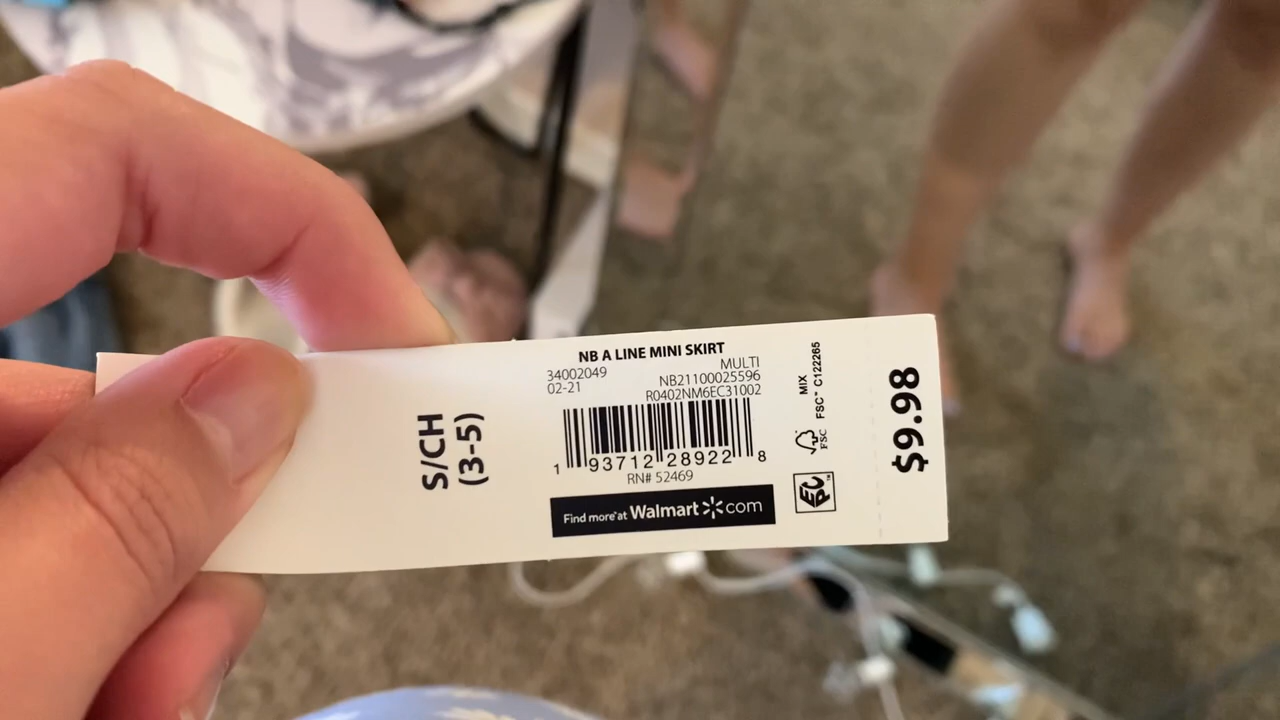 S/CH
(3-5)
NB A LINE MINI SKIRT
34002049
MULTI
02-21
NB21100025596
R0402NM6EC31002
1 93712 28922 8
RN# 52469
Find more at Walmart com
MIX
FSC™ C122265
FSC
$9.98